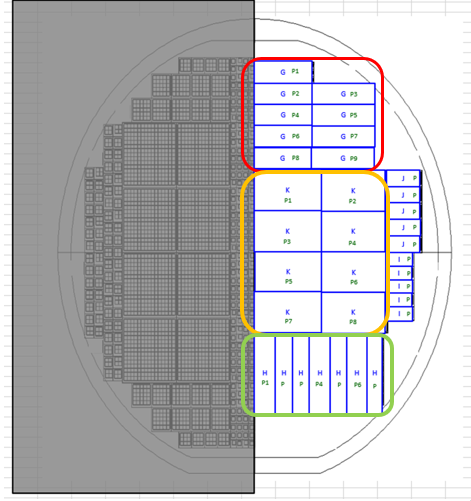 G P1
G P2 G P3
G P4 G P5
G P6 G P7
G P8 G P9
K K
P1 P2
K K
P3 P4
K K
P5 P6
K K
P7 P8
J P
J P
J P
J P
J P
I P
I P
I P
I P
I P
H H H H H H H
P1 P P P4 P P6 P